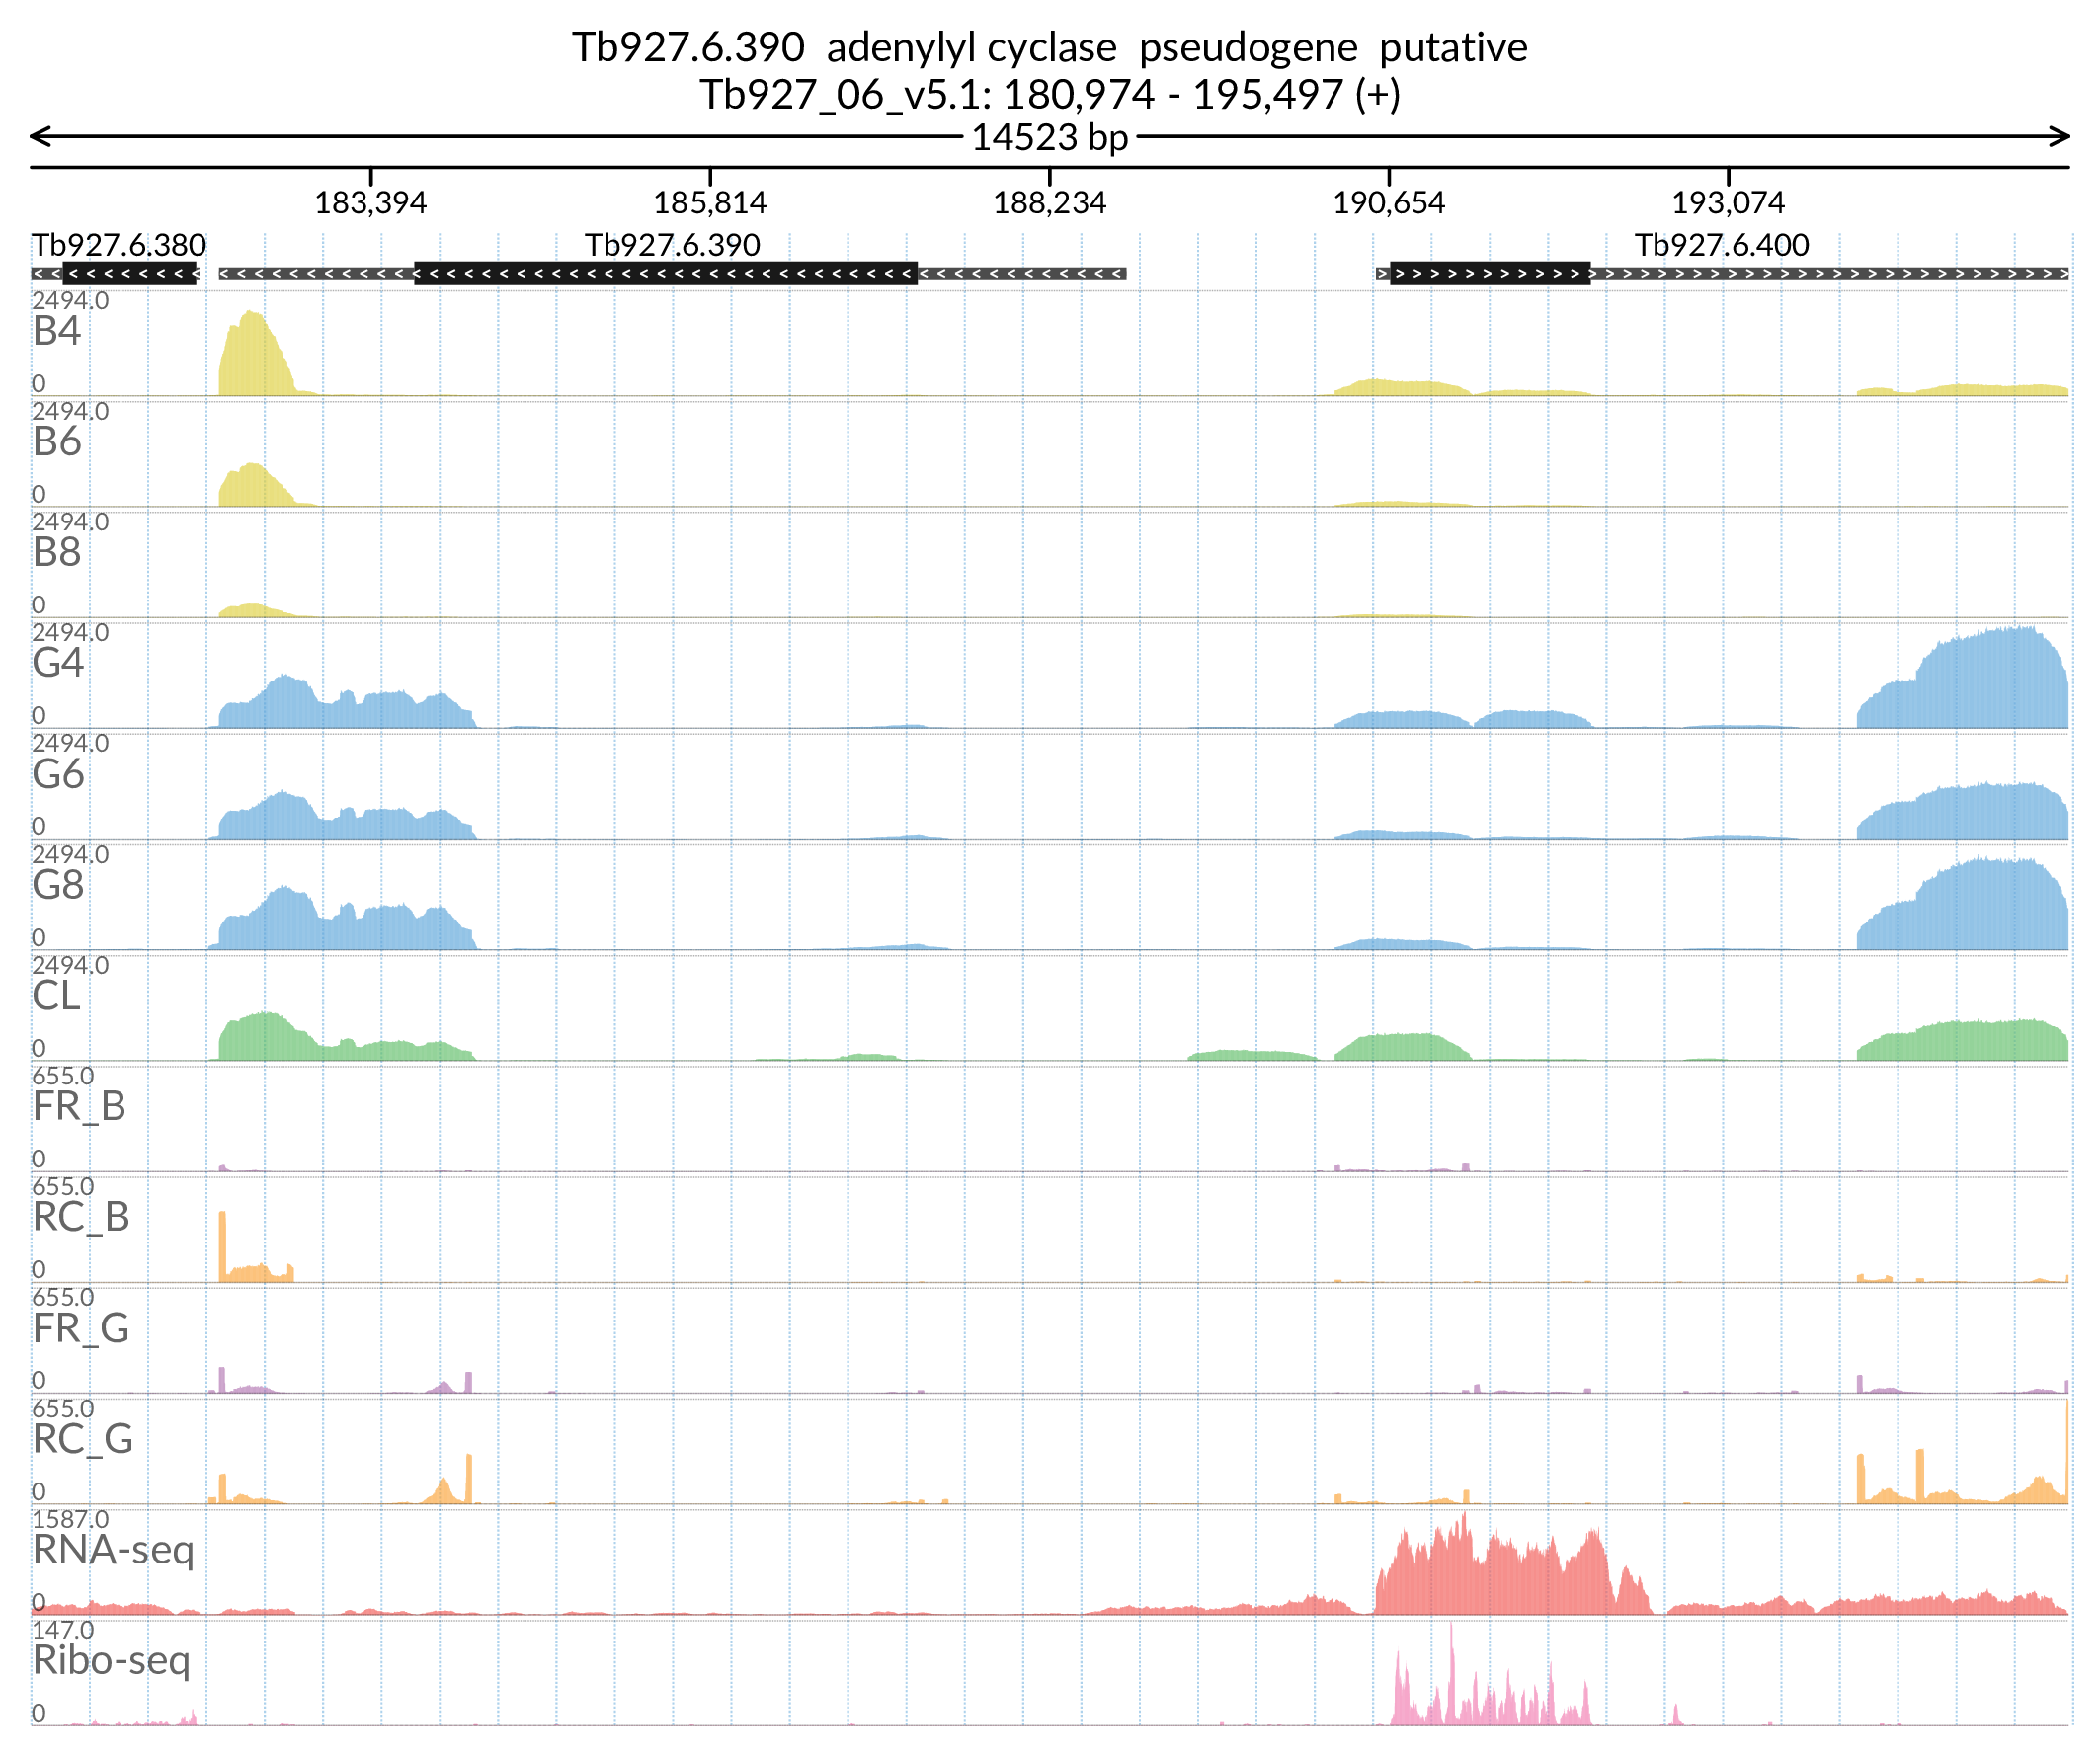 Tb927.6.390 adenylyl cyclase pseudogene putative
Tb927_06_v5.1: 180,974 - 195,497 (+)
14523 bp
183,394 185,814 188,234 190,654 193,074
Tb927.6.380 Tb927.6.390 Tb927.6.400
2494.0
B4
0
2494.0
B6
0
2494.0
B8
0
2494.0
G4
0
2494.0
G6
0
2494.0
G8
0
2494.0
CL
0
655.0
FR_B
0
655.0
RC_B
0
655.0
FR_G
0
655.0
RC_G
0
1587.0
RNA-seq
0
147.0
Ribo-seq
0